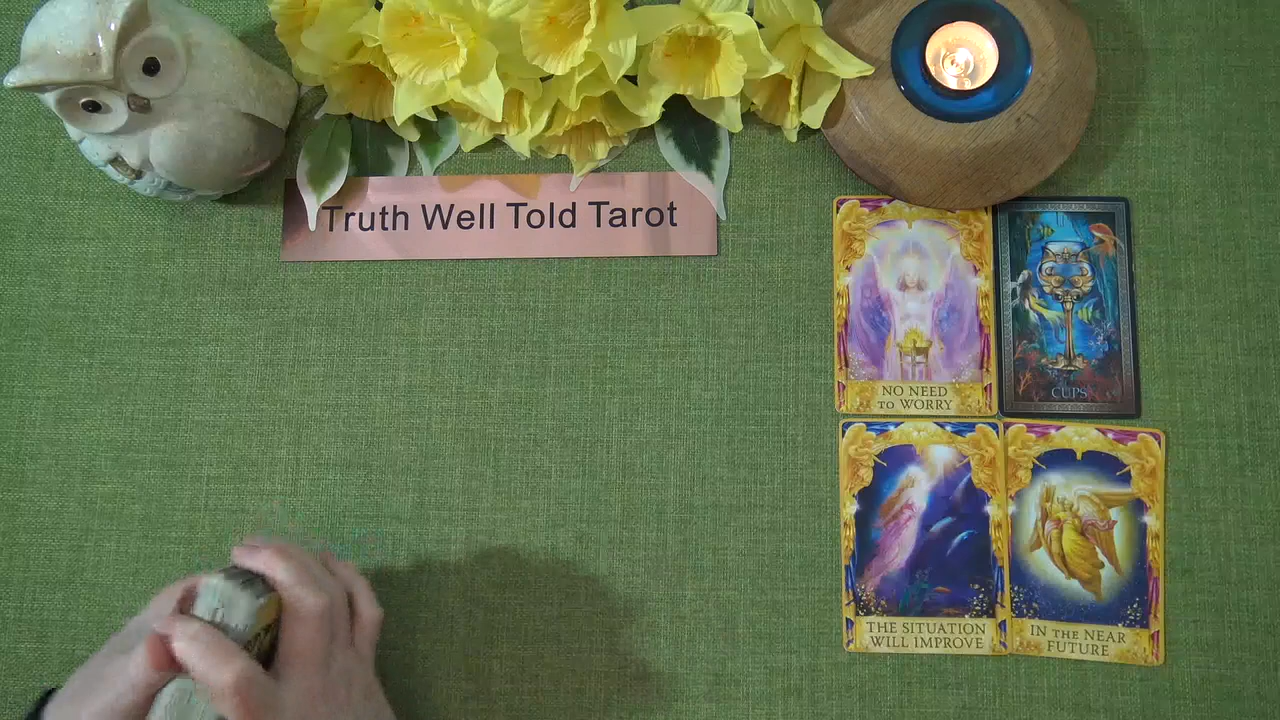 Truth Well Told Tarot
NO NEED
TO WORRY
CUPS
THE SITUATION
WILL IMPROVE
IN THE NEAR
FUTURE